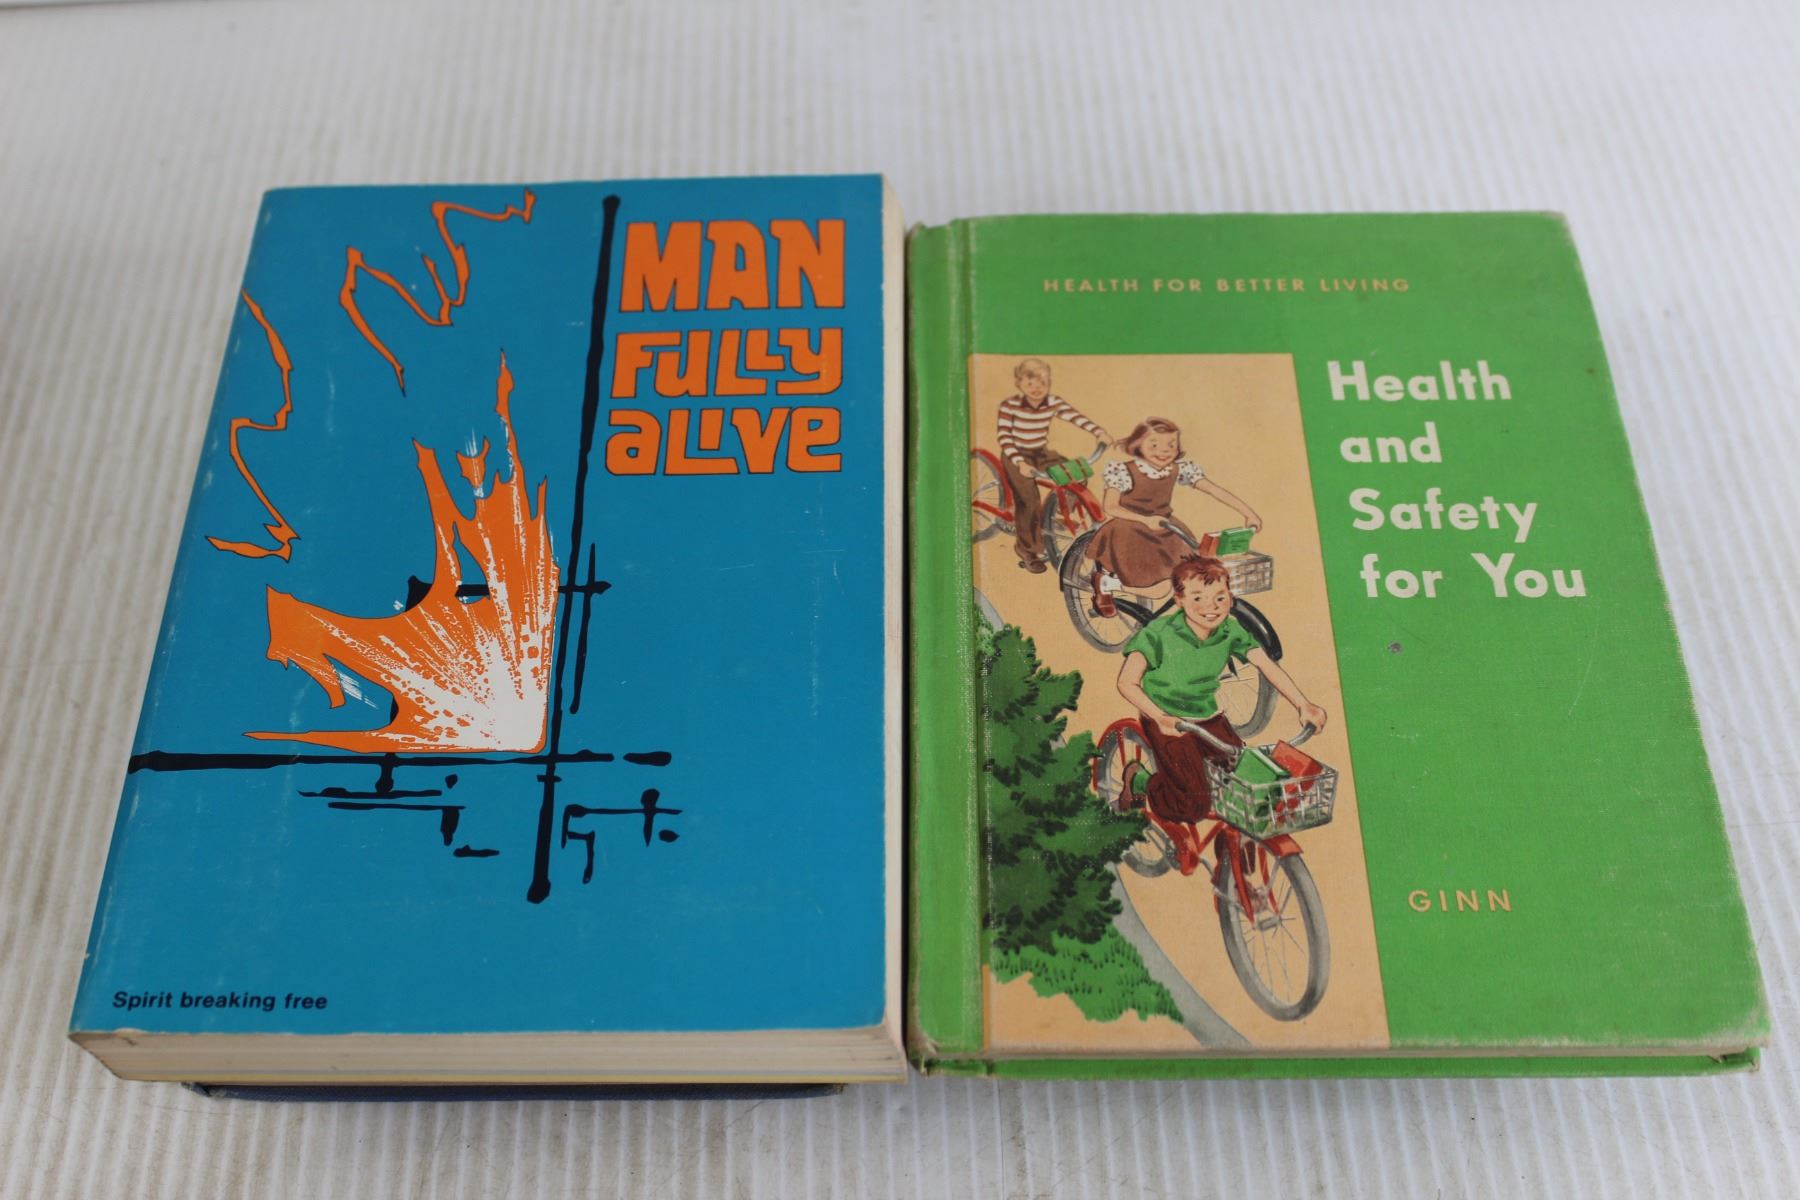 MAN
FULLY
ALIVE
Spirit breaking free
HEALTH FOR BETTER LIVING
Health
and
Safety
for You
GINN